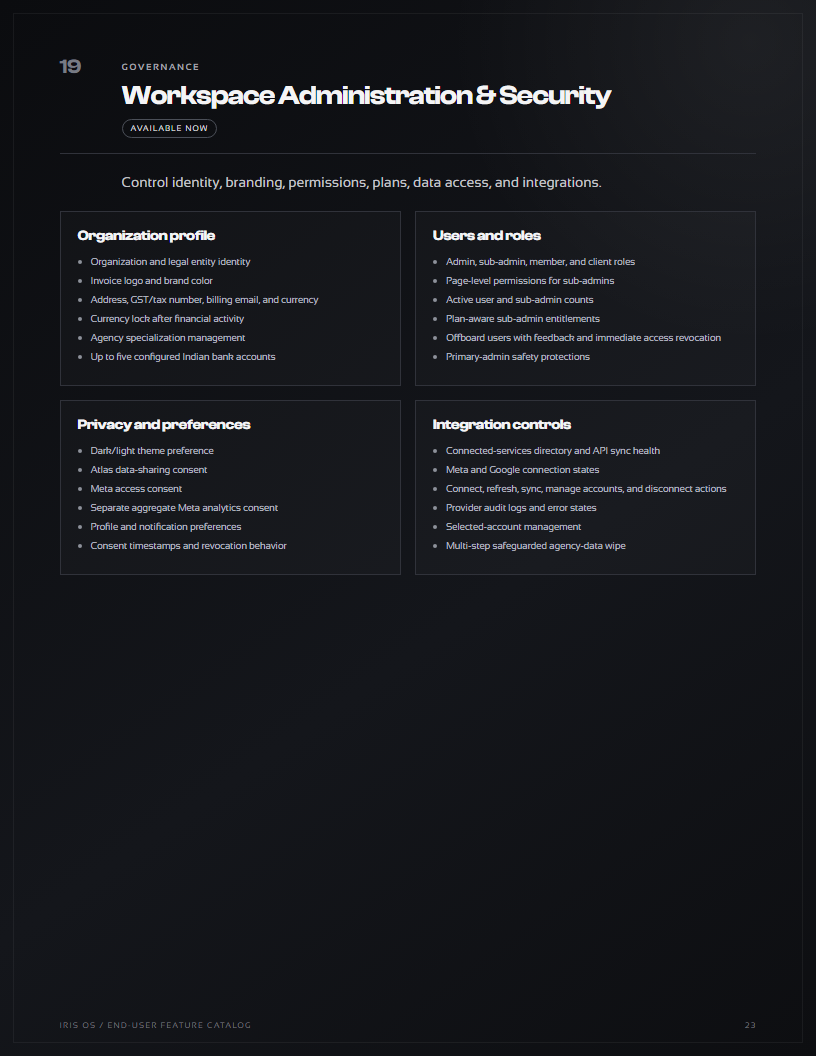 19
GOVERNANCE
Workspace Administration & Security
AVAILABLE NOW
Control identity, branding, permissions, plans, data access, and integrations.
Organization profile
Organization and legal entity identity
Invoice logo and brand color
Address, GST/tax number, billing email, and currency
Currency lock after financial activity
Agency specialization management
Up to five configured Indian bank accounts
Users and roles
Admin, sub-admin, member, and client roles
Page-level permissions for sub-admins
Active user and sub-admin counts
Plan-aware sub-admin entitlements
Offboard users with feedback and immediate access revocation
Primary-admin safety protections
Privacy and preferences
Dark/light theme preference
Atlas data-sharing consent
Meta access consent
Separate aggregate Meta analytics consent
Profile and notification preferences
Consent timestamps and revocation behavior
Integration controls
Connected-services directory and API sync health
Meta and Google connection states
Connect, refresh, sync, manage accounts, and disconnect actions
Provider audit logs and error states
Selected-account management
Multi-step safeguarded agency-data wipe
IRIS OS / END-USER FEATURE CATALOG
23